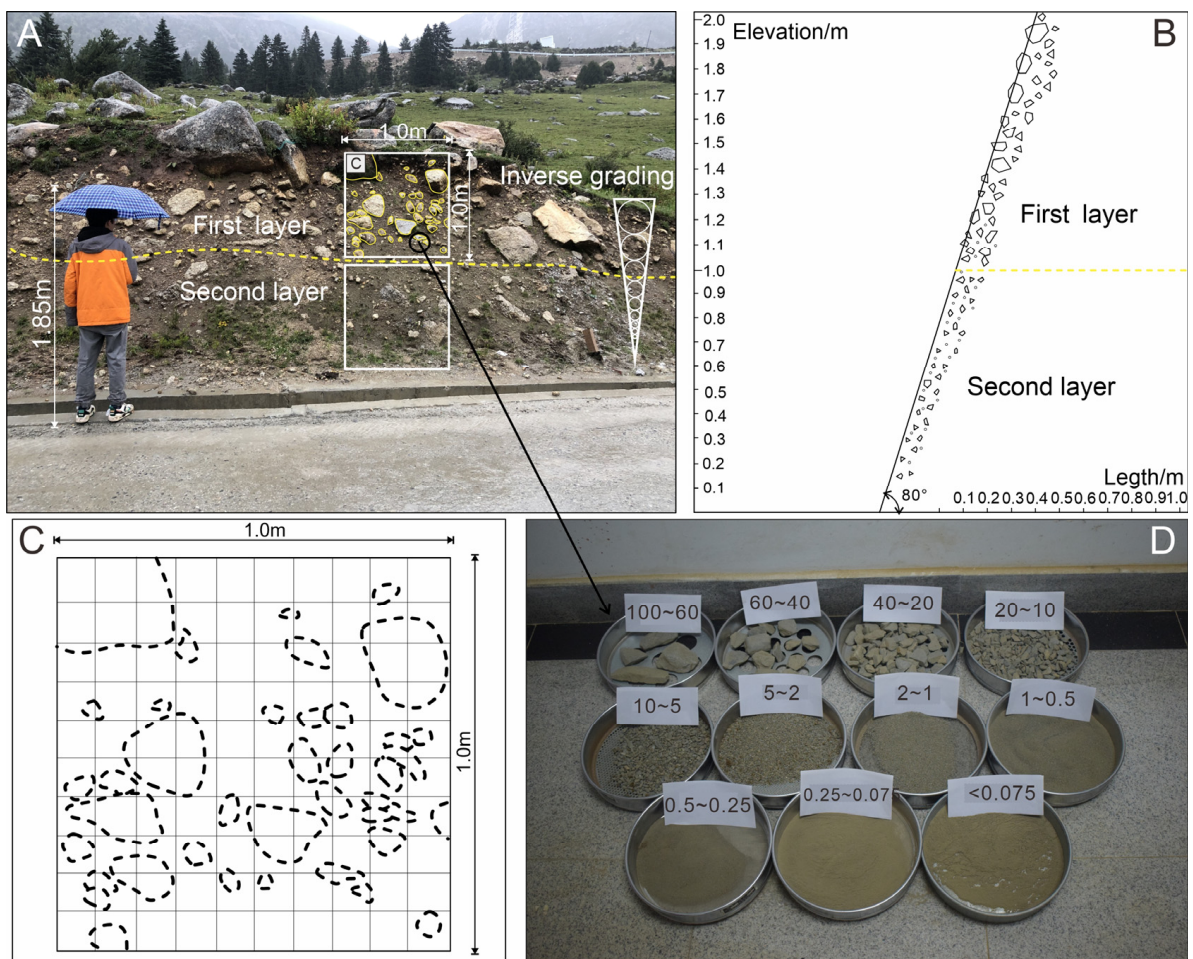 A
1.0m
C
1.0m
Inverse grading
First layer
Second layer
1.85m
B
Elevation/m
2.0
1.9
1.8
1.7
1.6
1.5
1.4
1.3
1.2
1.1
1.0
0.9
0.8
0.7
0.6
0.5
0.4
0.3
0.2
0.1
First layer
Second layer
Legth/m
0.1 0.2 0.3 0.4 0.5 0.6 0.7 0.8 0.9 1.0
80°
C
1.0m
1.0m
D
100~60
60~40
40~20
20~10
10~5
5~2
2~1
1~0.5
0.5~0.25
0.25~0.07
<0.075